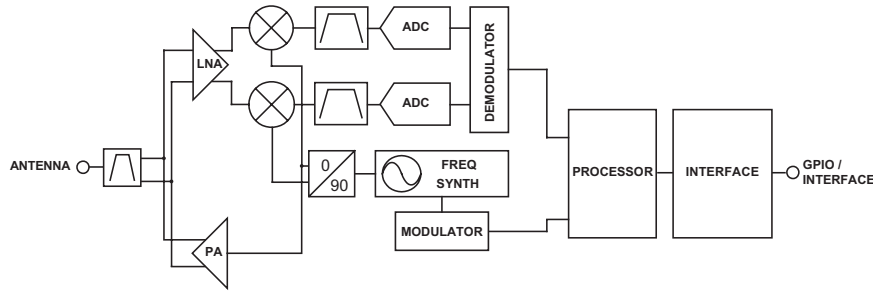 ADC
LNA
DEMODULATOR
ADC
ANTENNA
0
90
FREQ
SYNTH
PROCESSOR
INTERFACE
GPIO /
INTERFACE
MODULATOR
PA